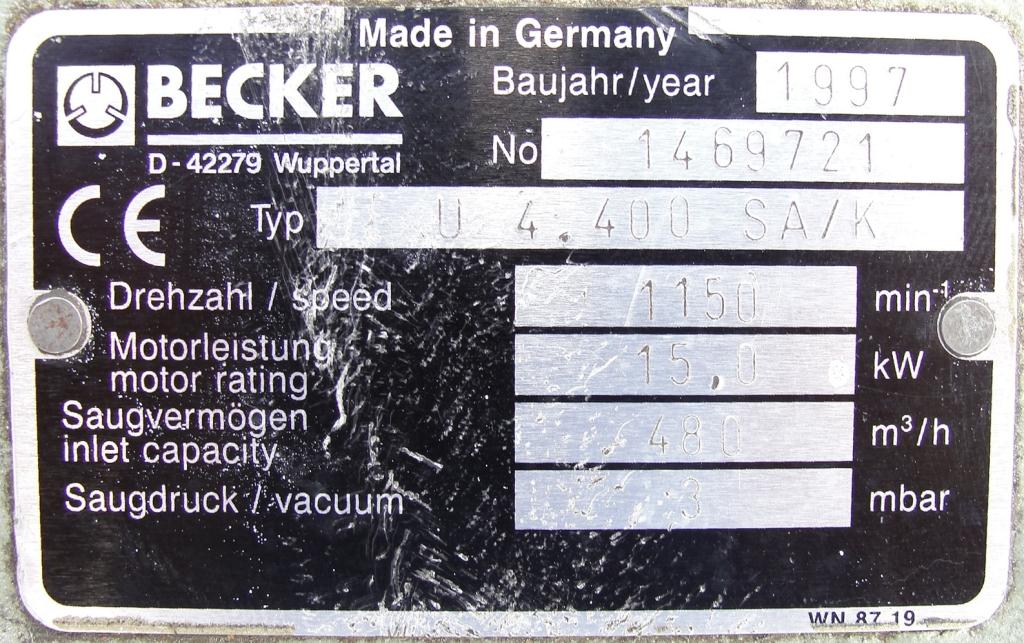 Made in Germany
BECKER
Baujahr/year 1997
D-42279 Wuppertal
No 1469721
CE
Typ U 4.400 SA/K
Drehzahl / speed 1150 min-1
Motorleistung
motor rating 15,0 kW
Saugvermögen
inlet capacity 480 m³/h
Saugdruck / vacuum 3 mbar
WN 87 19